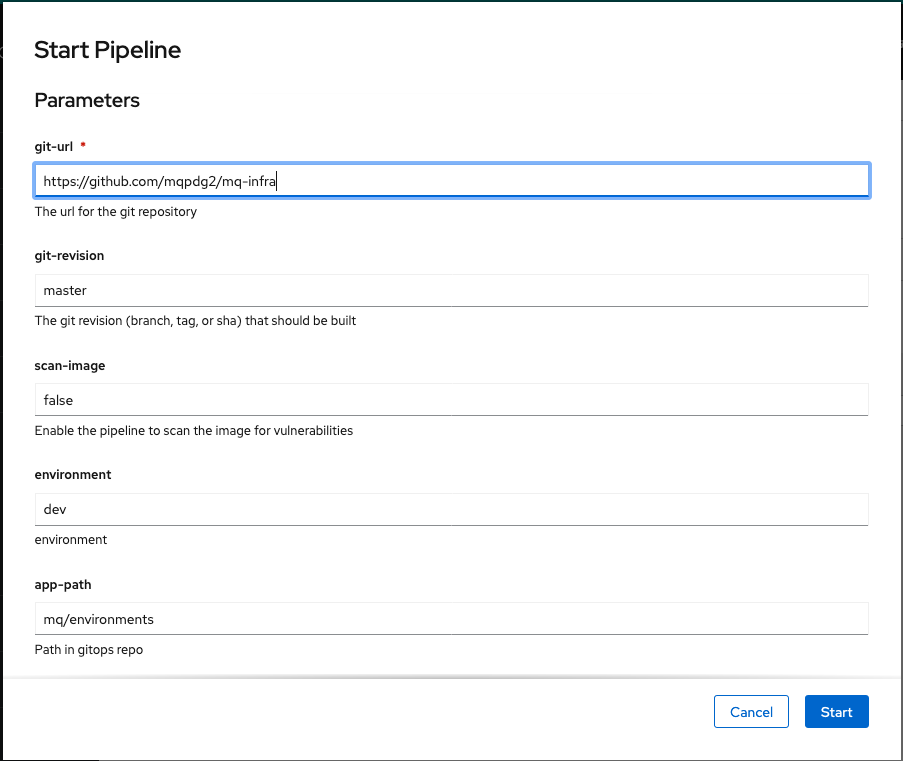 Start Pipeline
Parameters
git-url *
https://github.com/mqpdg2/mq-infra
The url for the git repository
git-revision
master
The git revision (branch, tag, or sha) that should be built
scan-image
false
Enable the pipeline to scan the image for vulnerabilities
environment
dev
environment
app-path
mq/environments
Path in gitops repo
Cancel Start